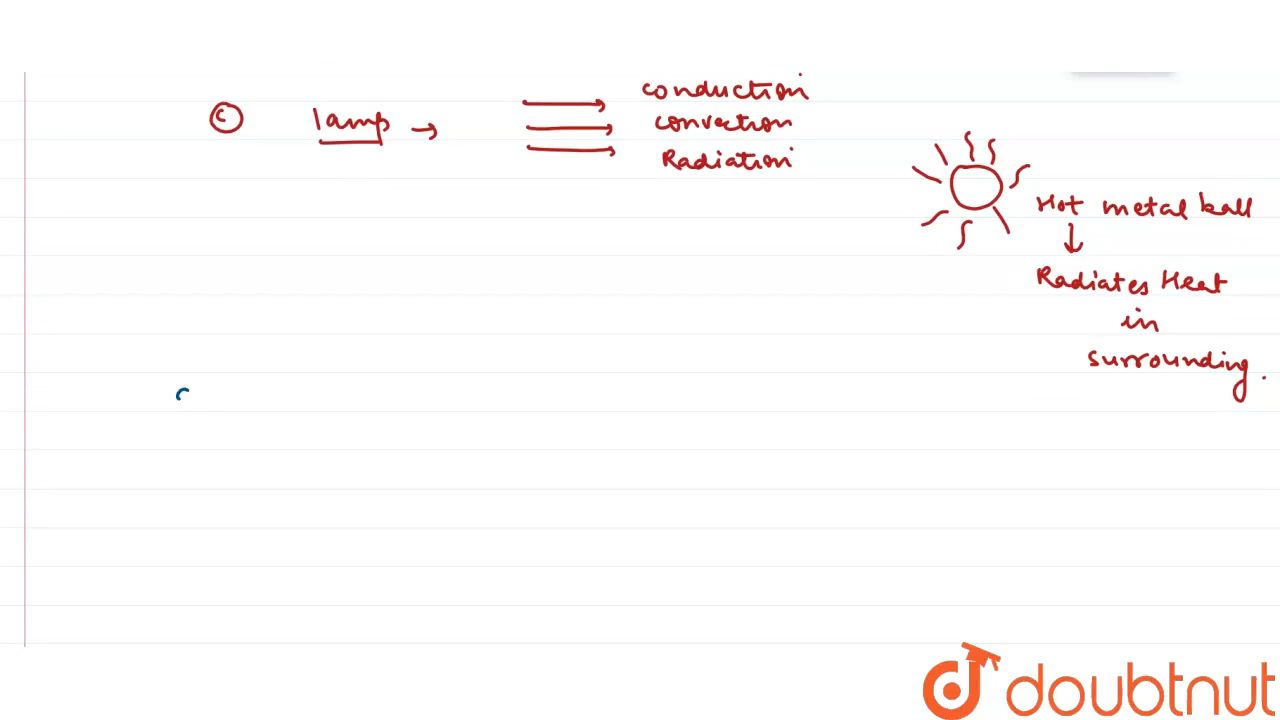 c lamp →
conduction
convection
Radiation
Hot metal ball
↓
Radiates Heat
in
surrounding.
doubtnut